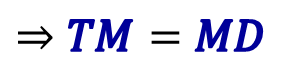 ⇒ TM = MD